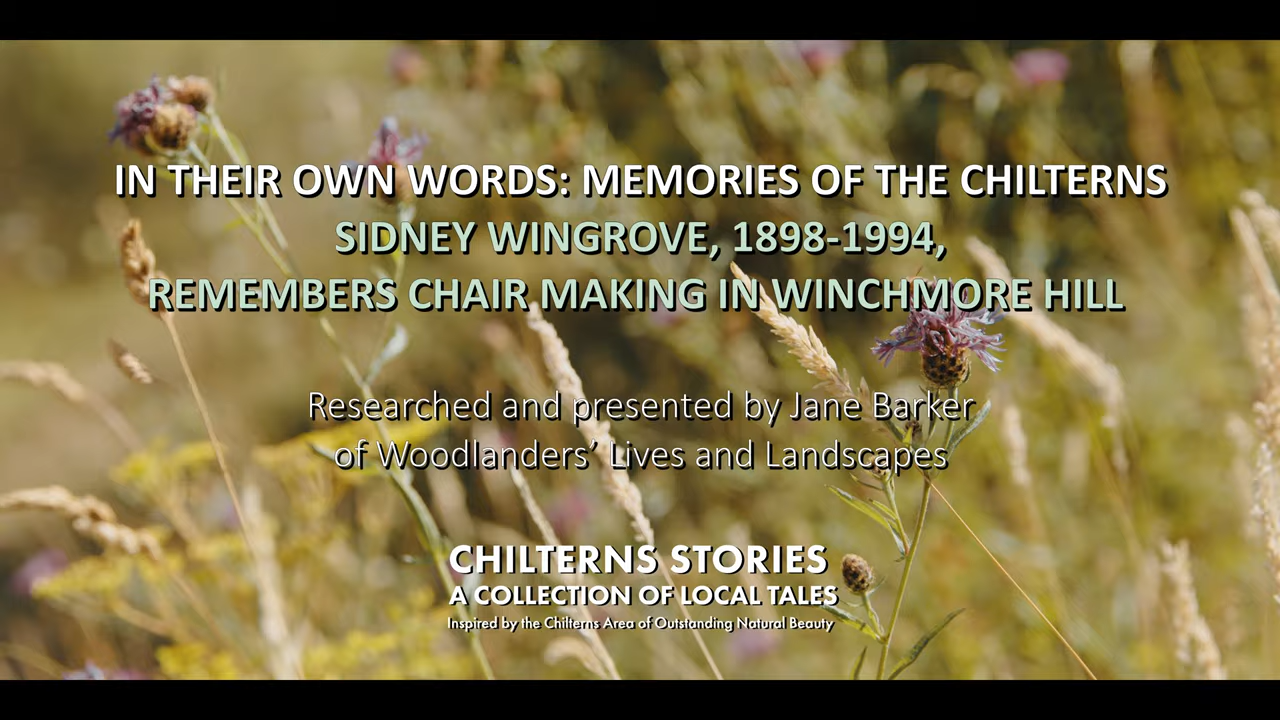 IN THEIR OWN WORDS: MEMORIES OF THE CHILTERNS
SIDNEY WINGROVE, 1898-1994,
REMEMBERS CHAIR MAKING IN WINCHMORE HILL
Researched and presented by Jane Barker
of Woodlanders’ Lives and Landscapes
CHILTERNS STORIES
A COLLECTION OF LOCAL TALES
Inspired by the Chilterns Area of Outstanding Natural Beauty